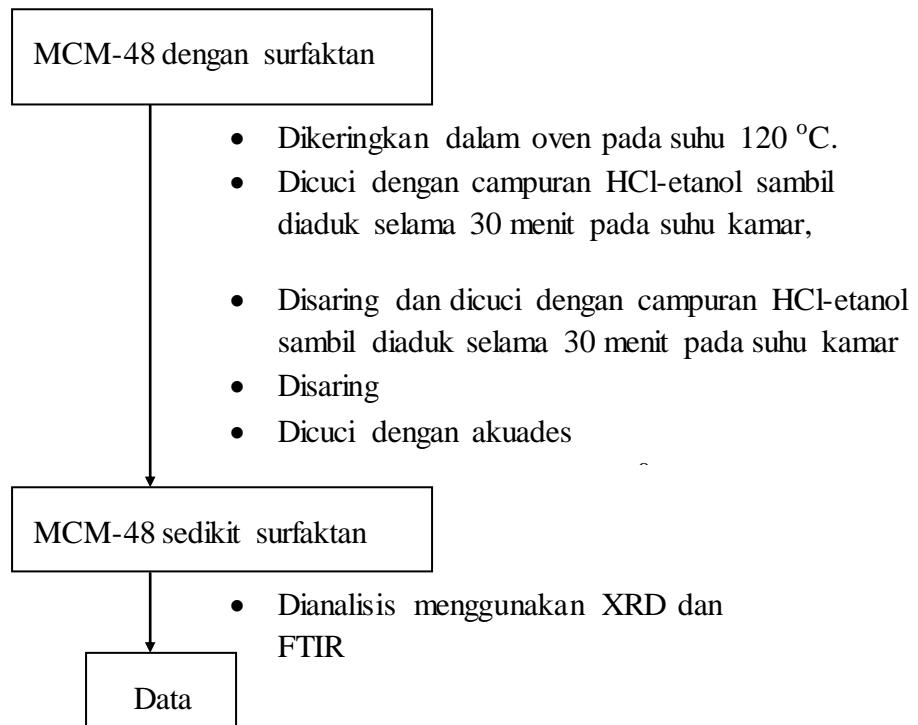 MCM-48 dengan surfaktan
• Dikeringkan dalam oven pada suhu 120 °C.
• Dicuci dengan campuran HCl-etanol sambil
diaduk selama 30 menit pada suhu kamar,
• Disaring dan dicuci dengan campuran HCl-etanol
sambil diaduk selama 30 menit pada suhu kamar
• Disaring
• Dicuci dengan akuades
MCM-48 sedikit surfaktan
• Dianalisis menggunakan XRD dan
FTIR
Data